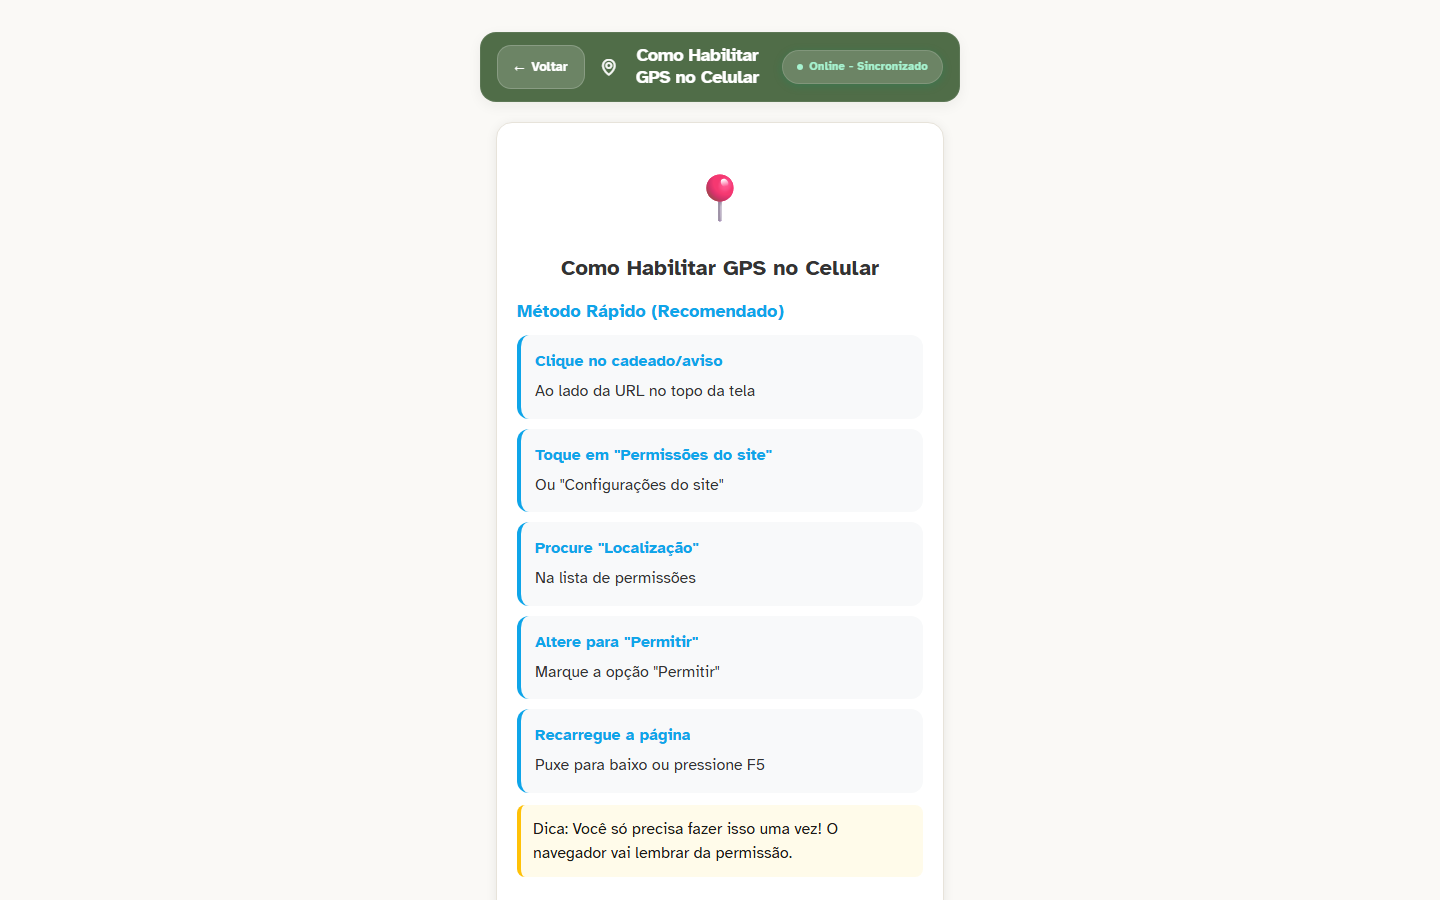 ← Voltar
Como Habilitar
GPS no Celular
Online - Sincronizado
Como Habilitar GPS no Celular
Método Rápido (Recomendado)
Clique no cadeado/aviso
Ao lado da URL no topo da tela
Toque em "Permissões do site"
Ou "Configurações do site"
Procure "Localização"
Na lista de permissões
Altere para "Permitir"
Marque a opção "Permitir"
Recarregue a página
Puxe para baixo ou pressione F5
Dica: Você só precisa fazer isso uma vez! O
navegador vai lembrar da permissão.